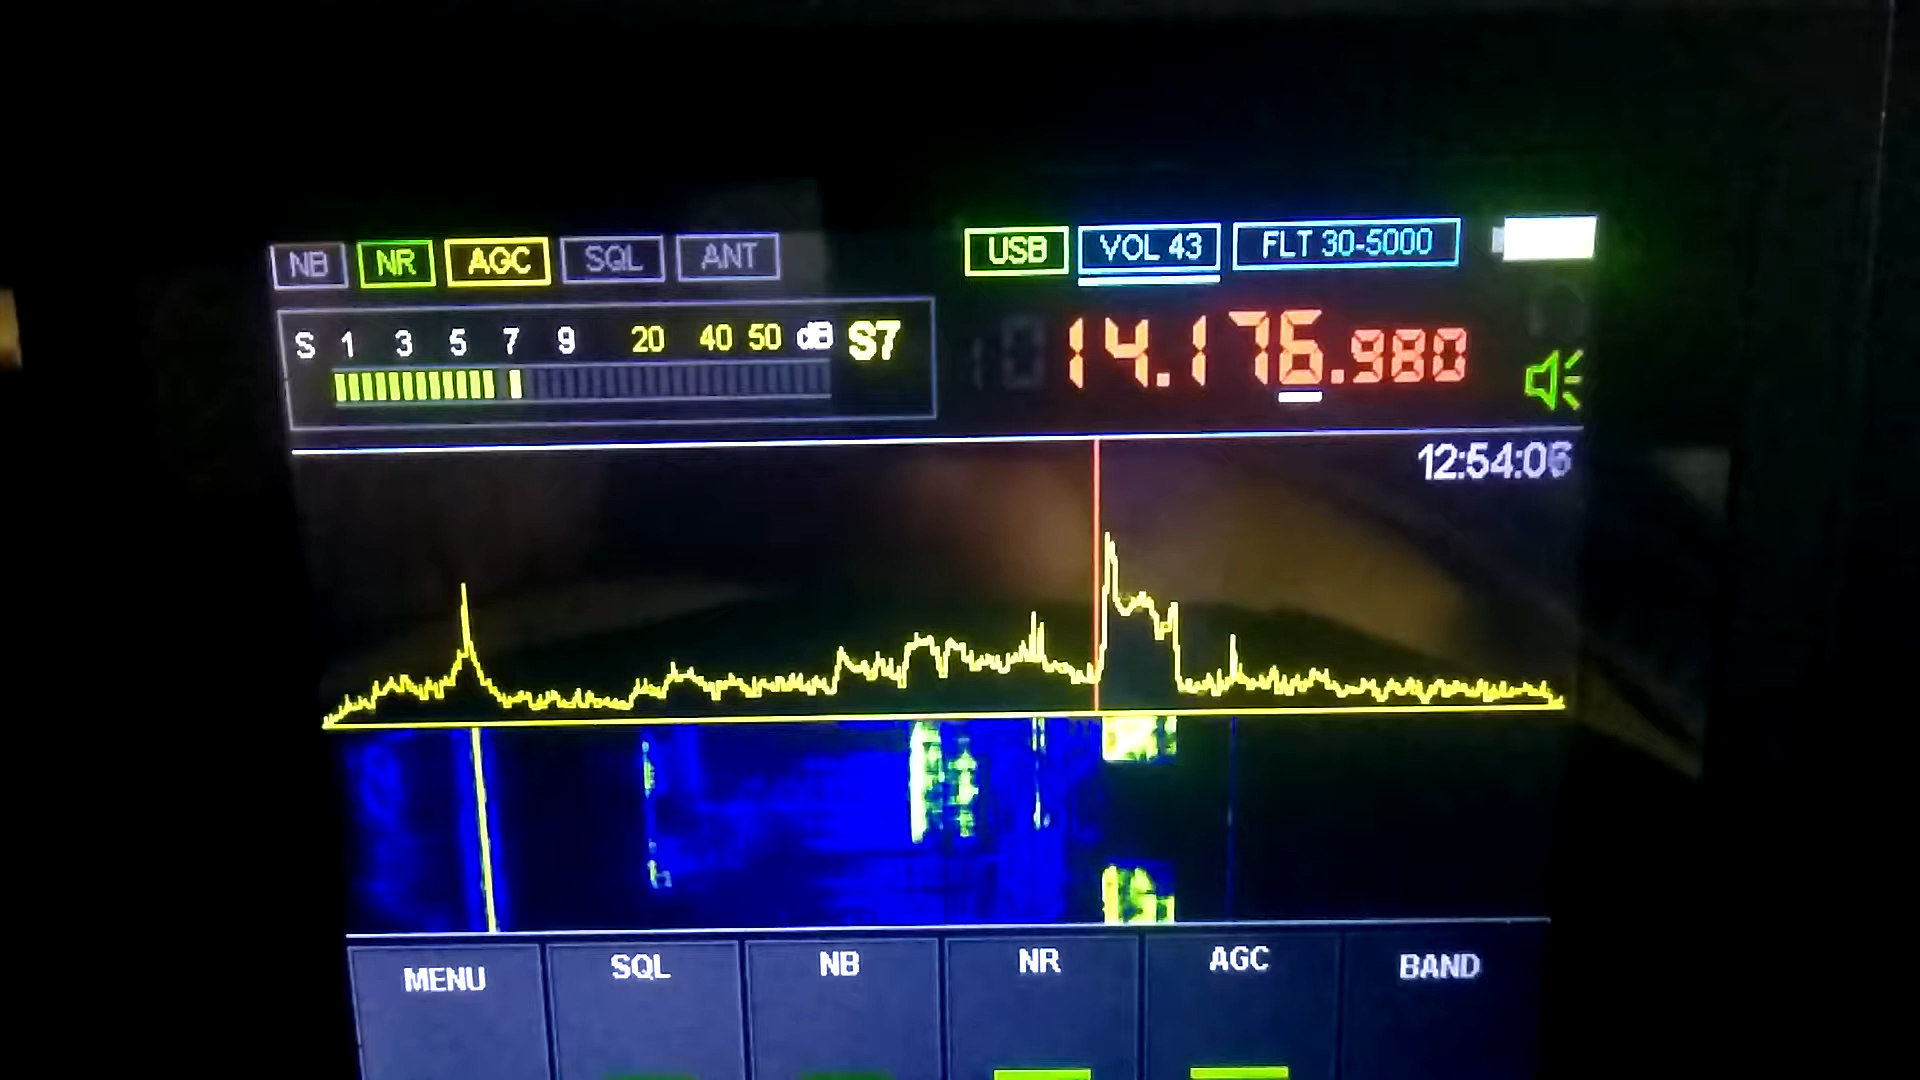 NB NR AGC SQL ANT USB VOL 43 FLT 30-5000
S 1 3 5 7 9 20 40 50 dB S7 14.176.980
12:54:06
MENU SQL NB NR AGC BAND